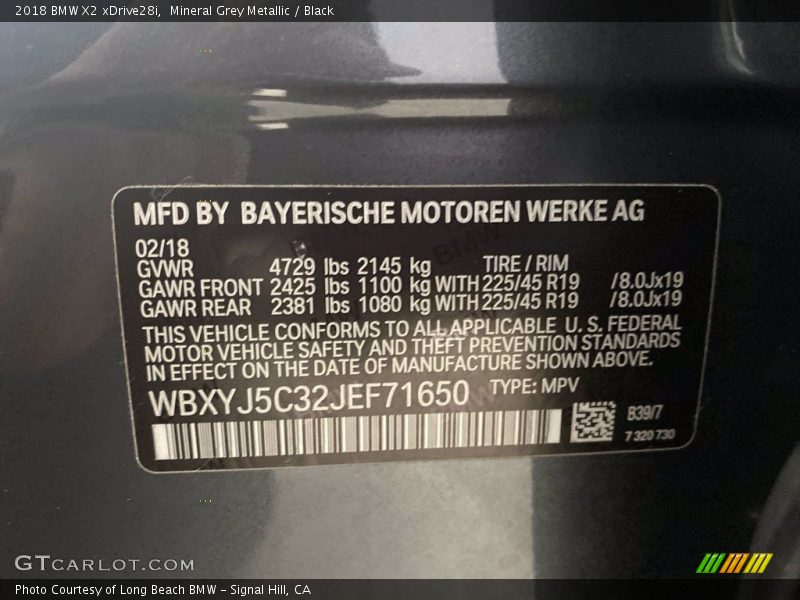 2018 BMW X2 xDrive28i, Mineral Grey Metallic / Black
MFD BY BAYERISCHE MOTOREN WERKE AG
02/18
GVWR 4729 lbs 2145 kg TIRE / RIM
GAWR FRONT 2425 lbs 1100 kg WITH 225/45 R19 /8.0Jx19
GAWR REAR 2381 lbs 1080 kg WITH 225/45 R19 /8.0Jx19
THIS VEHICLE CONFORMS TO ALL APPLICABLE U. S. FEDERAL
MOTOR VEHICLE SAFETY AND THEFT PREVENTION STANDARDS
IN EFFECT ON THE DATE OF MANUFACTURE SHOWN ABOVE.
WBXYJ5C32JEF71650 TYPE: MPV
B39/7
7 320 730
GTCARLOT.COM
Photo Courtesy of Long Beach BMW - Signal Hill, CA